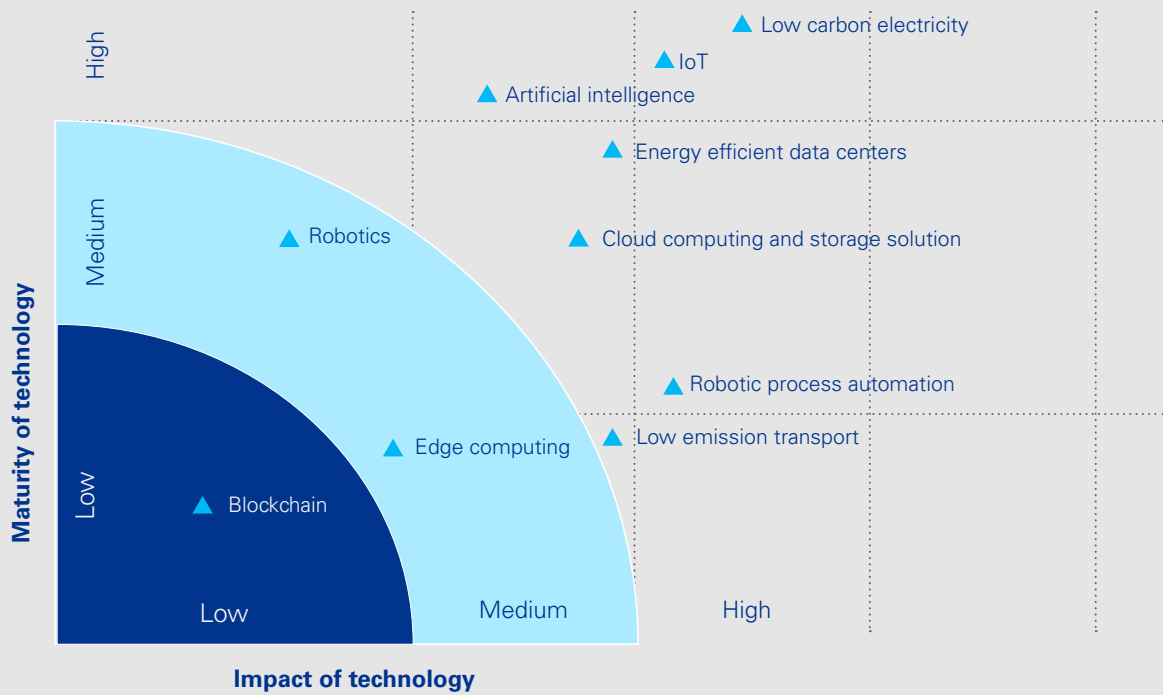 High
Low carbon electricity
IoT
Artificial intelligence
Energy efficient data centers
Medium
Robotics
Cloud computing and storage solution
Maturity of technology
Robotic process automation
Low emission transport
Edge computing
Low
Blockchain
Low
Medium
High
Impact of technology